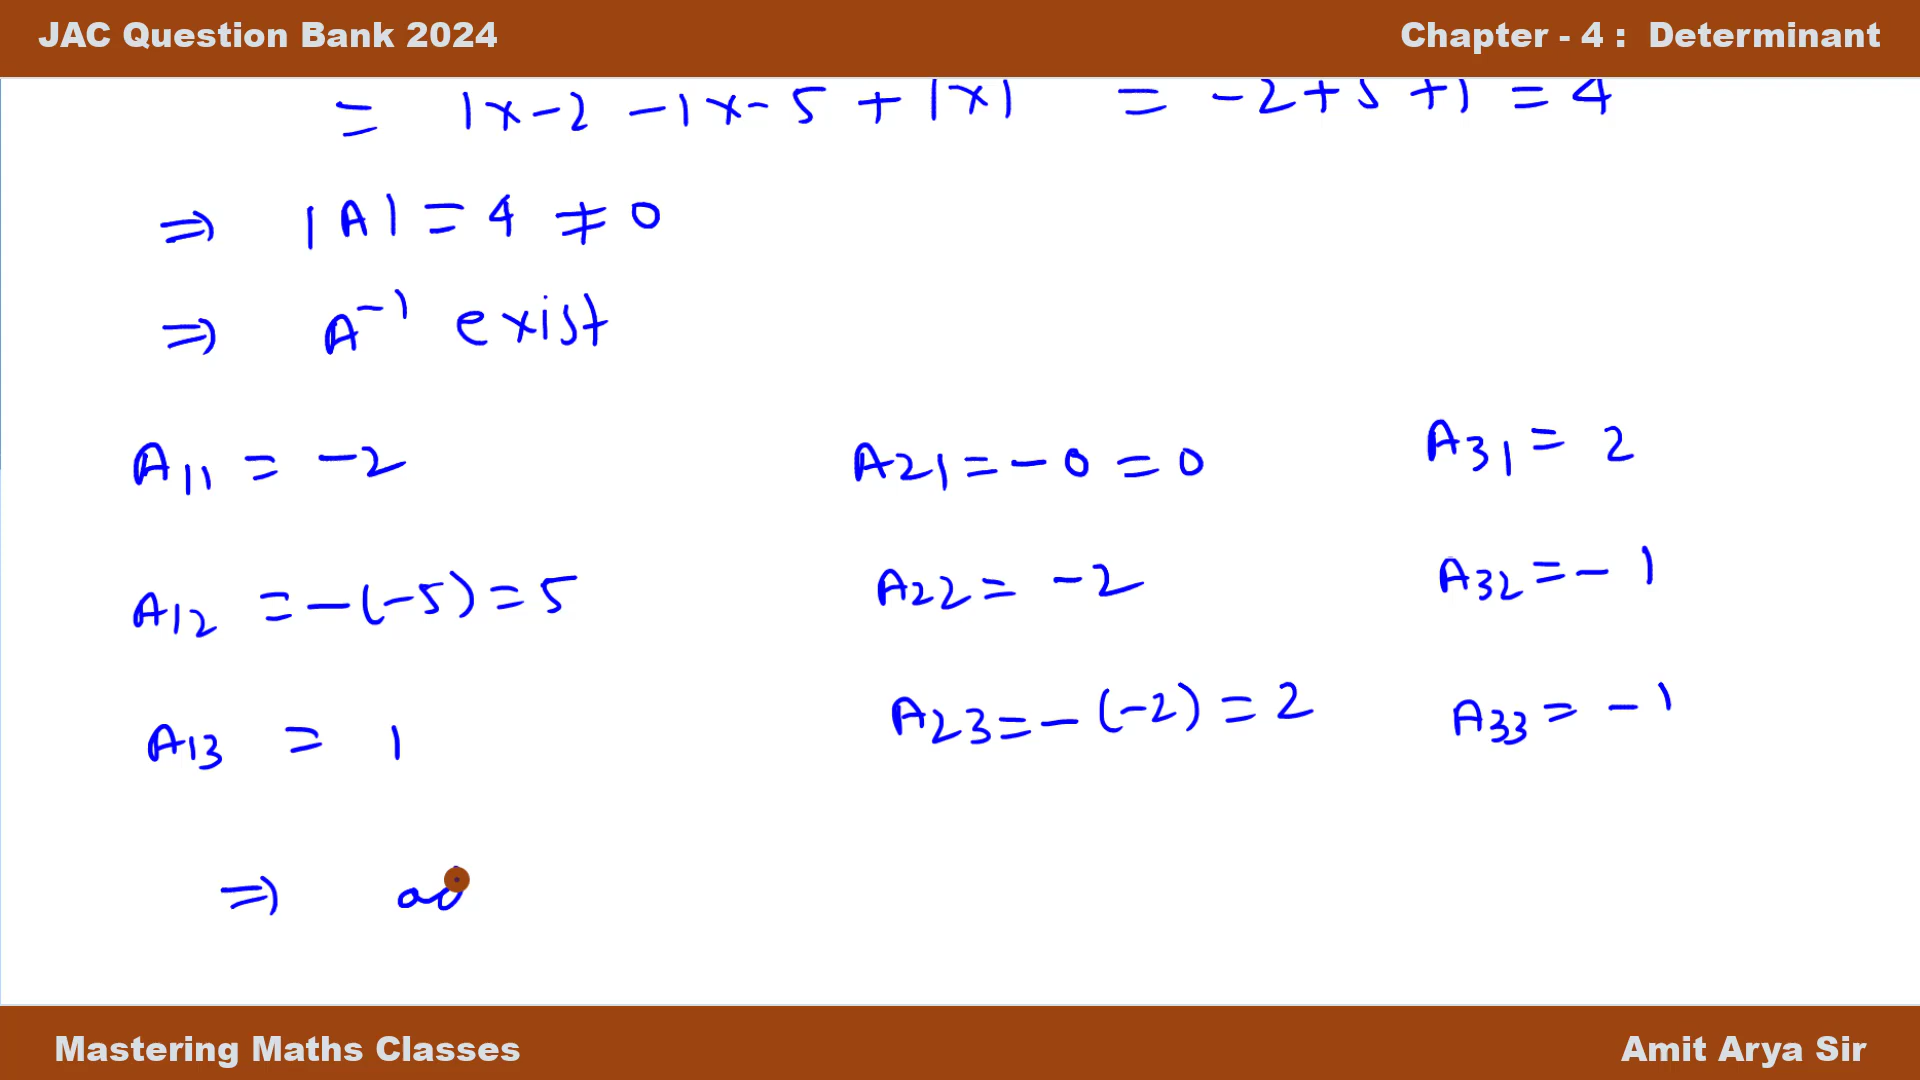 JAC Question Bank 2024 Chapter - 4 : Determinant
= 1×-2 -1×-5 + 1×1 = -2+5+1 = 4
⇒ |A| = 4 ≠ 0
⇒ A⁻¹ exist
A₁₁ = -2 A₂₁ = -0 = 0 A₃₁ = 2
A₁₂ = -(-5) = 5 A₂₂ = -2 A₃₂ = -1
A₁₃ = 1 A₂₃ = -(-2) = 2 A₃₃ = -1
⇒ ad
Mastering Maths Classes Amit Arya Sir